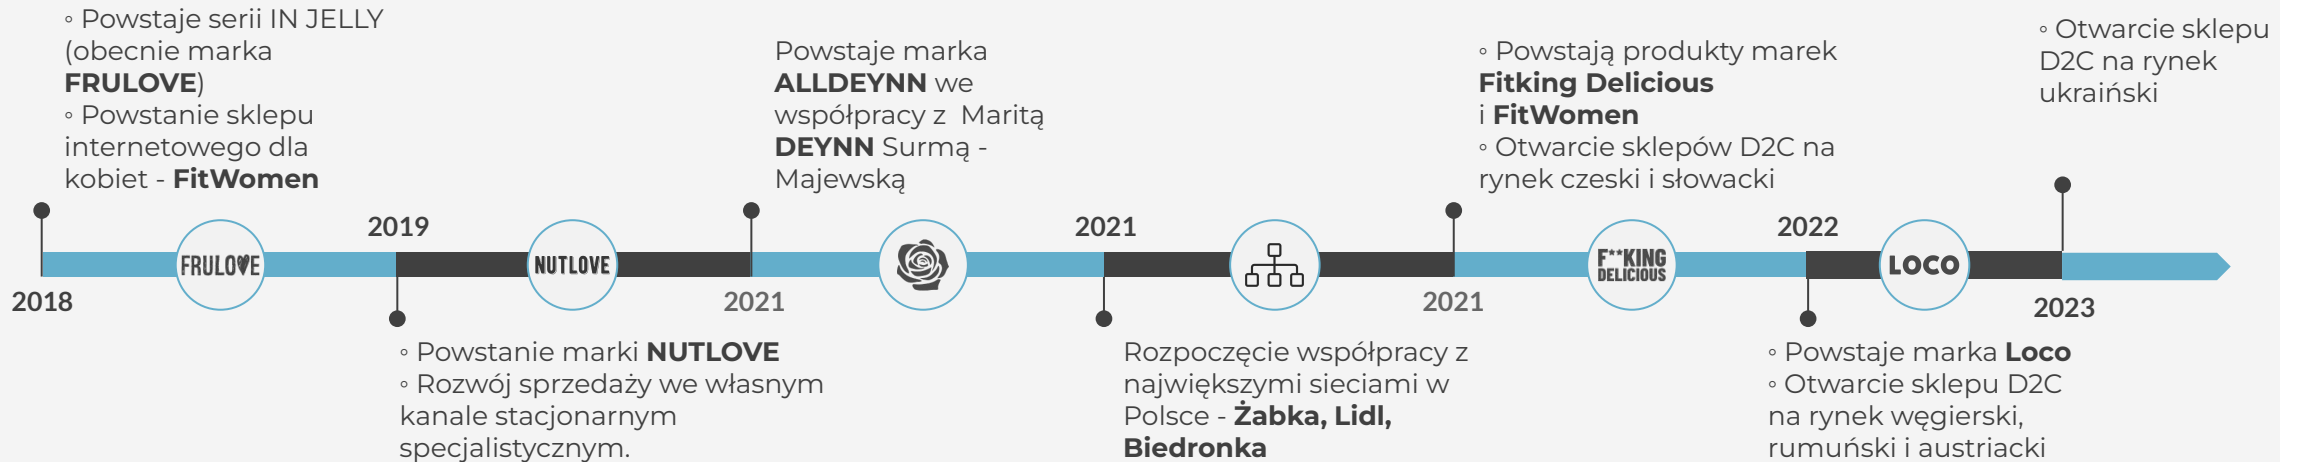 ◦ Powstaje serii IN JELLY
(obecnie marka
FRULOVE)
◦ Powstanie sklepu
internetowego dla
kobiet - FitWomen
2018
FRULOVE
2019
◦ Powstanie marki NUTLOVE
◦ Rozwój sprzedaży we własnym
kanale stacjonarnym
specjalistycznym.
NUTLOVE
Powstaje marka
ALLDEYNN we
współpracy z  Maritą
DEYNN Surmą -
Majewską
2021
2021
Rozpoczęcie współpracy z
największymi sieciami w
Polsce - Żabka, Lidl,
Biedronka
◦ Powstają produkty marek
Fitking Delicious
i FitWomen
◦ Otwarcie sklepów D2C na
rynek czeski i słowacki
2021
F**KING
DELICIOUS
2022
◦ Powstaje marka Loco
◦ Otwarcie sklepu D2C
na rynek węgierski,
rumuński i austriacki
LOCO
◦ Otwarcie sklepu
D2C na rynek
ukraiński
2023